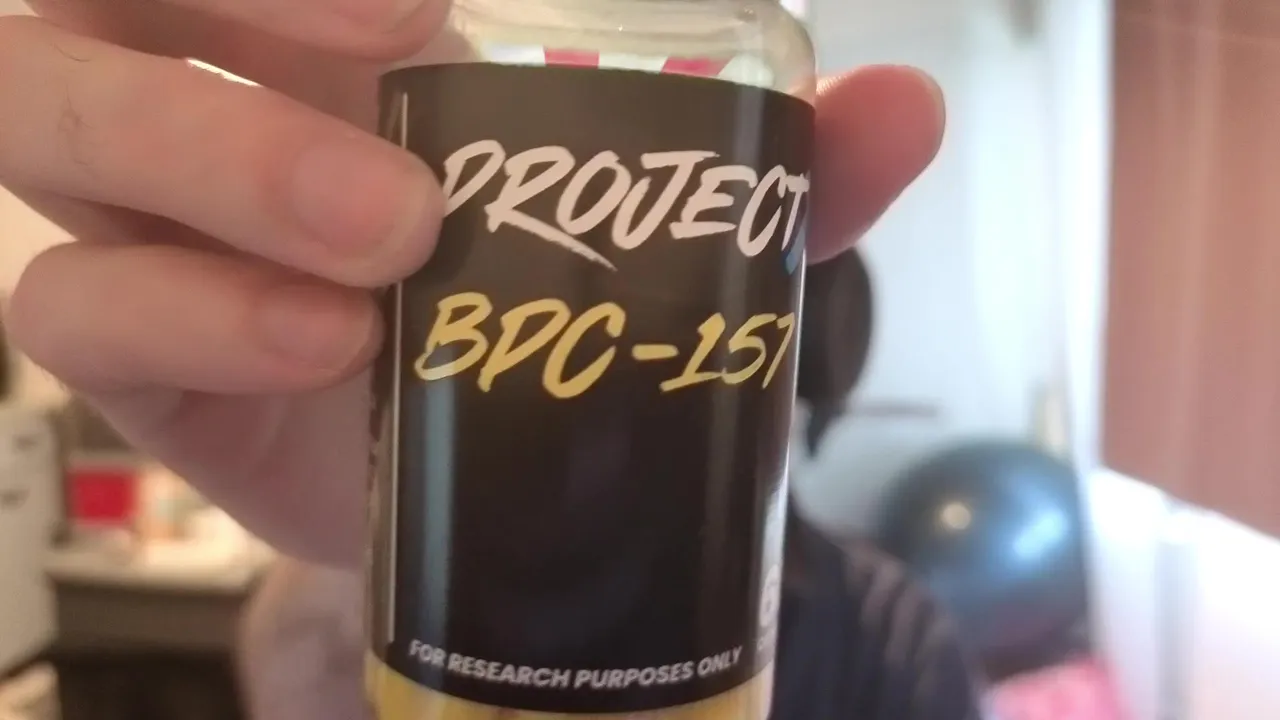 PROJECT
BPC-157
FOR RESEARCH PURPOSES ONLY